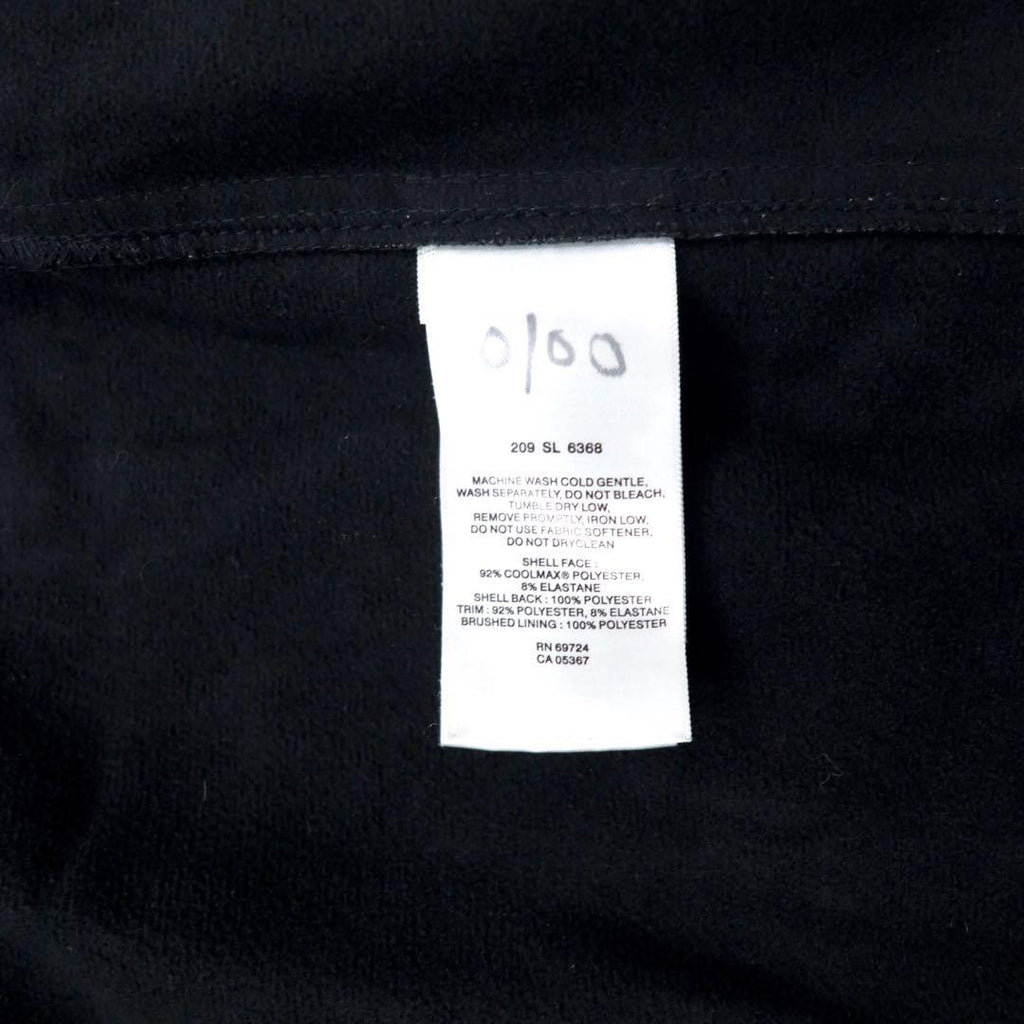 0/00
209 SL 6368
MACHINE WASH COLD GENTLE,
WASH SEPARATELY, DO NOT BLEACH,
TUMBLE DRY LOW,
REMOVE PROMPTLY, IRON LOW,
DO NOT USE FABRIC SOFTENER,
DO NOT DRYCLEAN
SHELL FACE :
92% COOLMAX® POLYESTER,
8% ELASTANE
SHELL BACK : 100% POLYESTER
TRIM : 92% POLYESTER, 8% ELASTANE
BRUSHED LINING : 100% POLYESTER
RN 69724
CA 05367